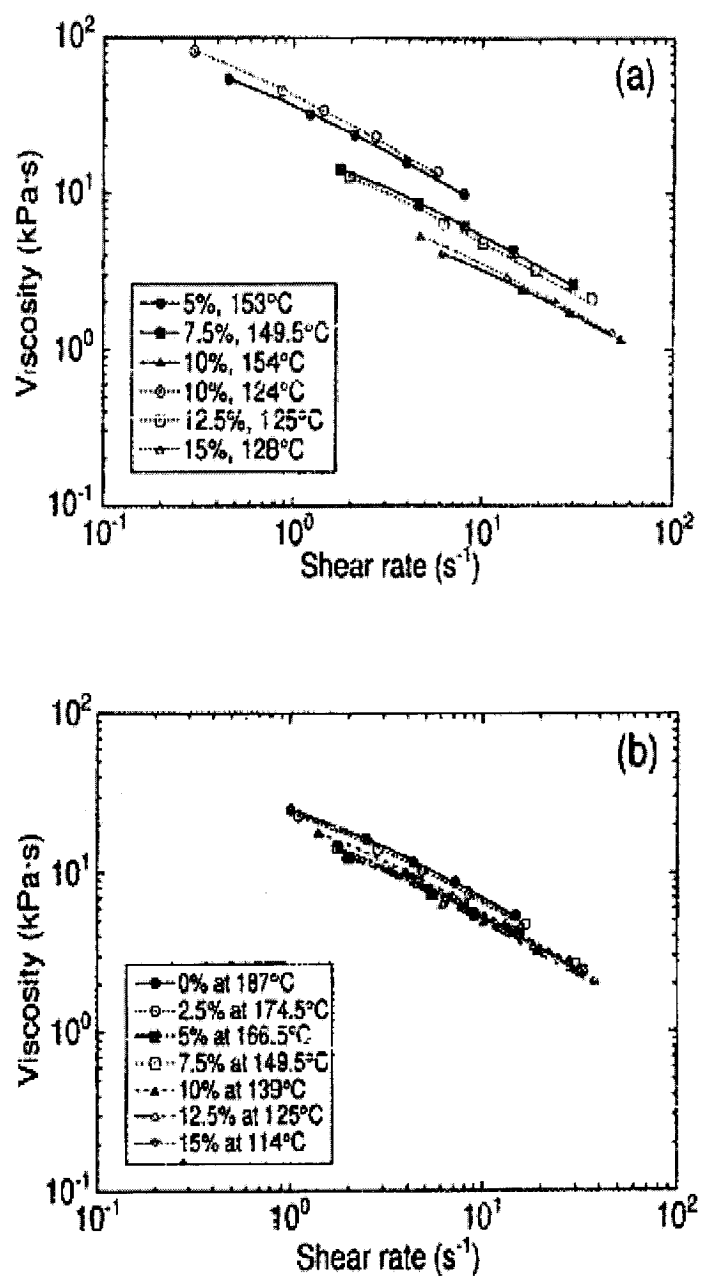 10²
(a)
10¹
10⁰
10⁻¹
Viscosity (kPa·s)
5%, 153°C
7.5%, 149.5°C
10%, 154°C
10%, 124°C
12.5%, 125°C
15%, 128°C
10⁻¹ 10⁰ 10¹ 10²
Shear rate (s⁻¹)
10²
(b)
10¹
10⁰
10⁻¹
Viscosity (kPa·s)
0% at 187°C
2.5% at 174.5°C
5% at 166.5°C
7.5% at 149.5°C
10% at 139°C
12.5% at 125°C
15% at 114°C
10⁻¹ 10⁰ 10¹ 10²
Shear rate (s⁻¹)